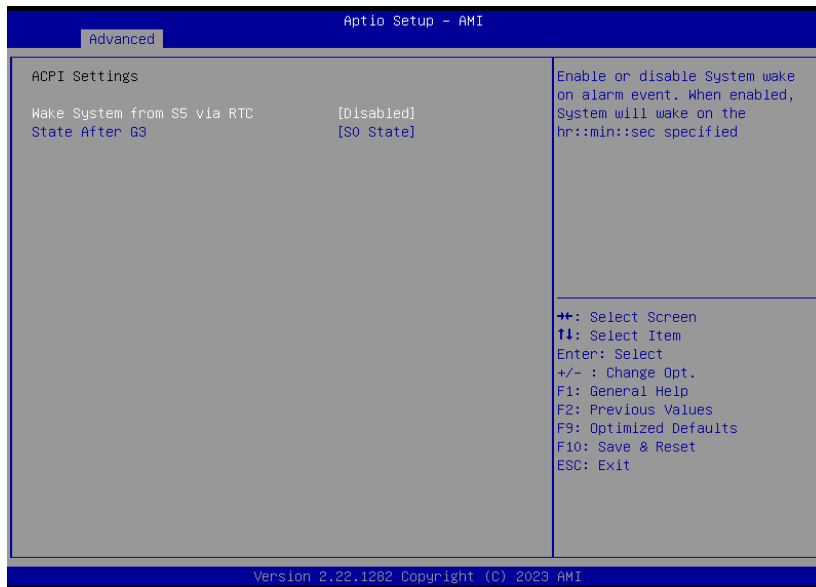 Aptio Setup – AMI
Advanced
ACPI Settings
Wake System from S5 via RTC [Disabled]
State After G3 [S0 State]
Enable or disable System wake
on alarm event. When enabled,
System will wake on the
hr::min::sec specified
→←: Select Screen
↑↓: Select Item
Enter: Select
+/- : Change Opt.
F1: General Help
F2: Previous Values
F9: Optimized Defaults
F10: Save & Reset
ESC: Exit
Version 2.22.1282 Copyright (C) 2023 AMI